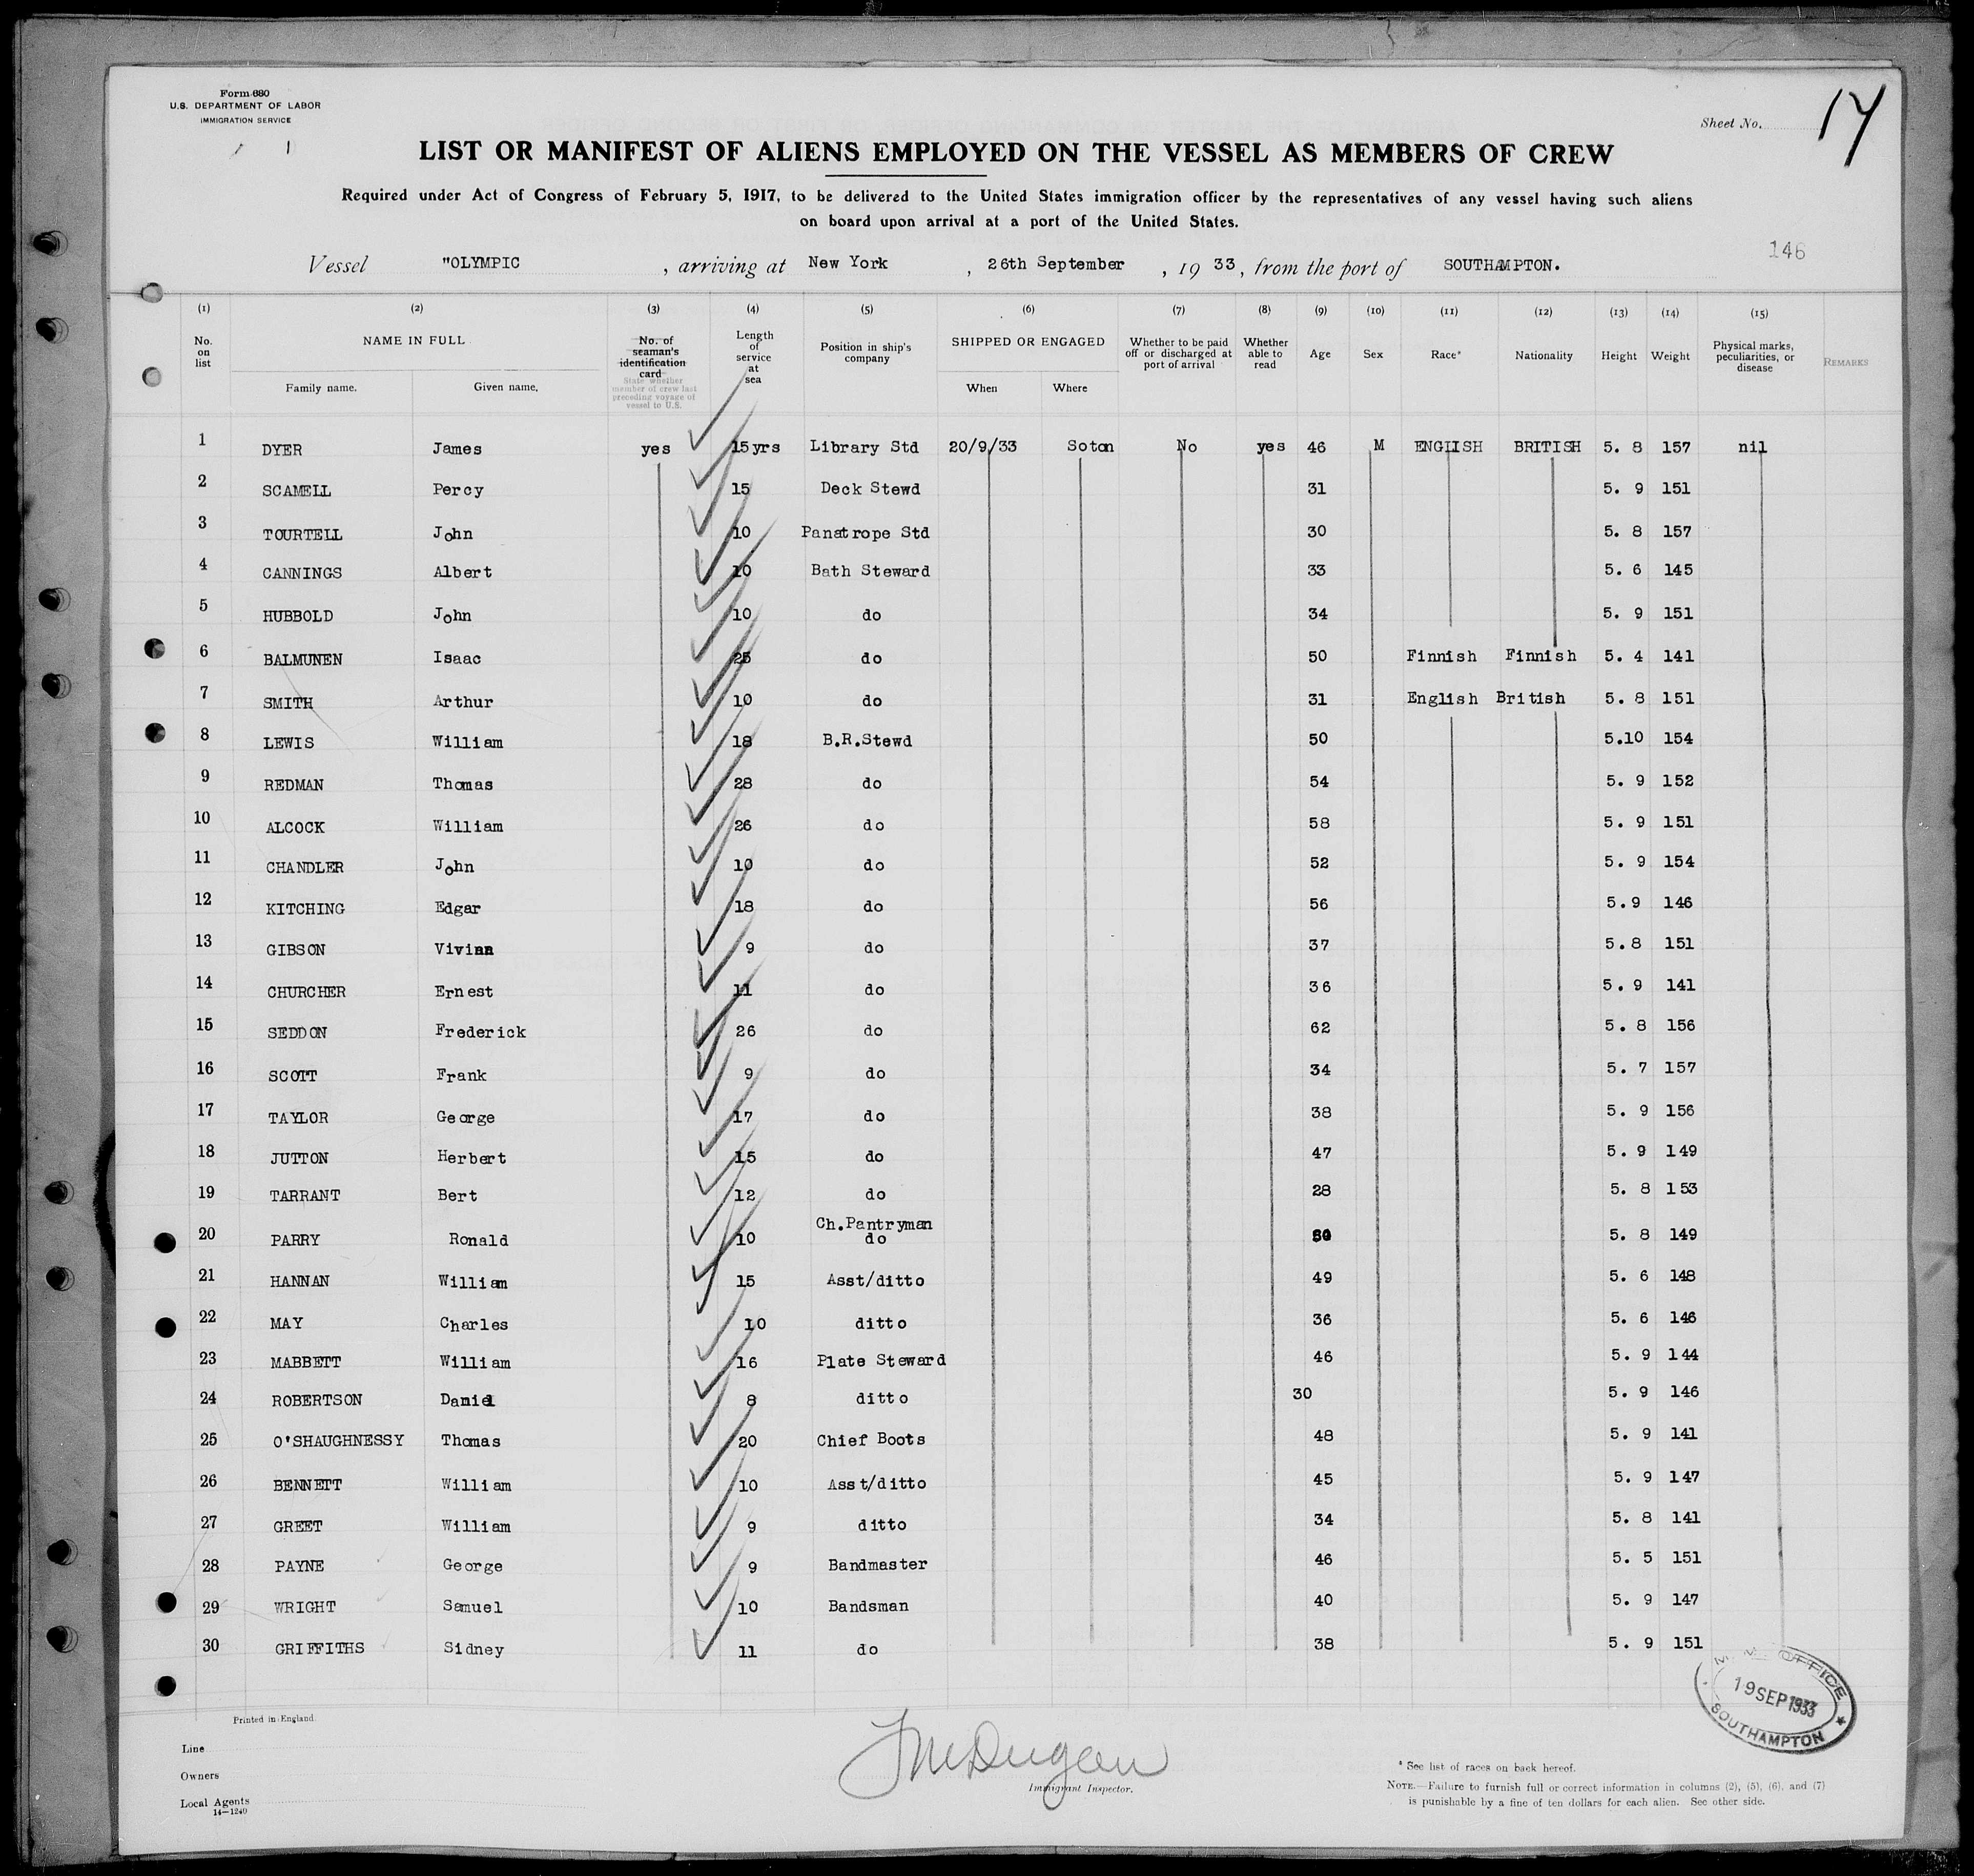 Form 680
U.S. DEPARTMENT OF LABOR
IMMIGRATION SERVICE
Sheet No. 17
LIST OR MANIFEST OF ALIENS EMPLOYED ON THE VESSEL AS MEMBERS OF CREW
Required under Act of Congress of February 5, 1917, to be delivered to the United States immigration officer by the representatives of any vessel having such aliens
on board upon arrival at a port of the United States.
146
Vessel "OLYMPIC , arriving at New York , 26th September , 19 33, from the port of SOUTHAMPTON.
(1) (2) (3) (4) (5) (6) (7) (8) (9) (10) (11) (12) (13) (14) (15)
No. on list NAME IN FULL Family name. Given name. No. of seaman's identification card State whether member of crew last preceding voyage of vessel to U.S. Length of service at sea Position in ship's company SHIPPED OR ENGAGED When Where Whether to be paid off or discharged at port of arrival Whether able to read Age Sex Race* Nationality Height Weight Physical marks, peculiarities, or disease REMARKS
1 DYER James yes 15yrs Library Std 20/9/33 Soton No yes 46 M ENGLISH BRITISH 5. 8 157 nil
2 SCAMELL Percy 15 Deck Stewd 31 5. 9 151
3 TOURTELL John 10 Panatrope Std 30 5. 8 157
4 CANNINGS Albert 10 Bath Steward 33 5. 6 145
5 HUBBOLD John 10 do 34 5. 9 151
6 BALMUNEN Isaac 25 do 50 Finnish Finnish 5. 4 141
7 SMITH Arthur 10 do 31 English British 5. 8 151
8 LEWIS William 18 B.R.Stewd 50 5.10 154
9 REDMAN Thomas 28 do 54 5. 9 152
10 ALCOCK William 26 do 58 5. 9 151
11 CHANDLER John 10 do 52 5. 9 154
12 KITCHING Edgar 18 do 56 5.9 146
13 GIBSON Vivian 9 do 37 5.8 151
14 CHURCHER Ernest 11 do 36 5. 9 141
15 SEDDON Frederick 26 do 62 5. 8 156
16 SCOTT Frank 9 do 34 5. 7 157
17 TAYLOR George 17 do 38 5. 9 156
18 JUTTON Herbert 15 do 47 5. 9 149
19 TARRANT Bert 12 do 28 5. 8 153
20 PARRY Ronald 10 Ch.Pantryman do 5. 8 149
21 HANNAN William 15 Asst/ditto 49 5. 6 148
22 MAY Charles 10 ditto 36 5. 6 146
23 MABBETT William 16 Plate Steward 46 5. 9 144
24 ROBERTSON Daniel 8 ditto 30 5. 9 146
25 O'SHAUGHNESSY Thomas 20 Chief Boots 48 5. 9 141
26 BENNETT William 10 Asst/ditto 45 5. 9 147
27 GREET William 9 ditto 34 5. 8 141
28 PAYNE George 9 Bandmaster 46 5. 5 151
29 WRIGHT Samuel 10 Bandsman 40 5. 9 147
30 GRIFFITHS Sidney 11 do 38 5. 9 151
OFFICE
19 SEP 1933
SOUTHAMPTON
Printed in England.
Line
Owners
Local Agents
14—1240
Immigrant Inspector.
* See list of races on back hereof.
NOTE.—Failure to furnish full or correct information in columns (2), (5), (6), and (7)
is punishable by a fine of ten dollars for each alien. See other side.